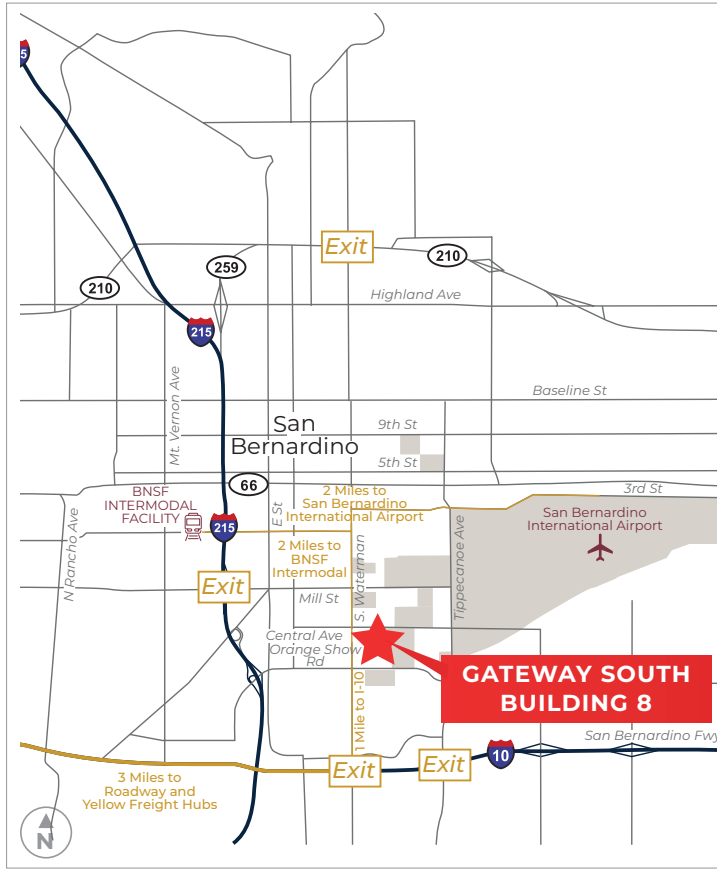 5
Exit
210
259
210
Highland Ave
215
Mt. Vernon Ave
Baseline St
San
Bernardino
9th St
5th St
66
3rd St
BNSF
INTERMODAL
FACILITY
215
E St
2 Miles to
San Bernardino
International Airport
San Bernardino
International Airport
N Rancho Ave
2 Miles to
BNSF
Intermodal
S. Waterman
Tippecanoe Ave
Exit
Mill St
Central Ave
Orange Show
Rd
GATEWAY SOUTH
BUILDING 8
1 Mile to I-10
San Bernardino Fwy
10
Exit
Exit
3 Miles to
Roadway and
Yellow Freight Hubs
N